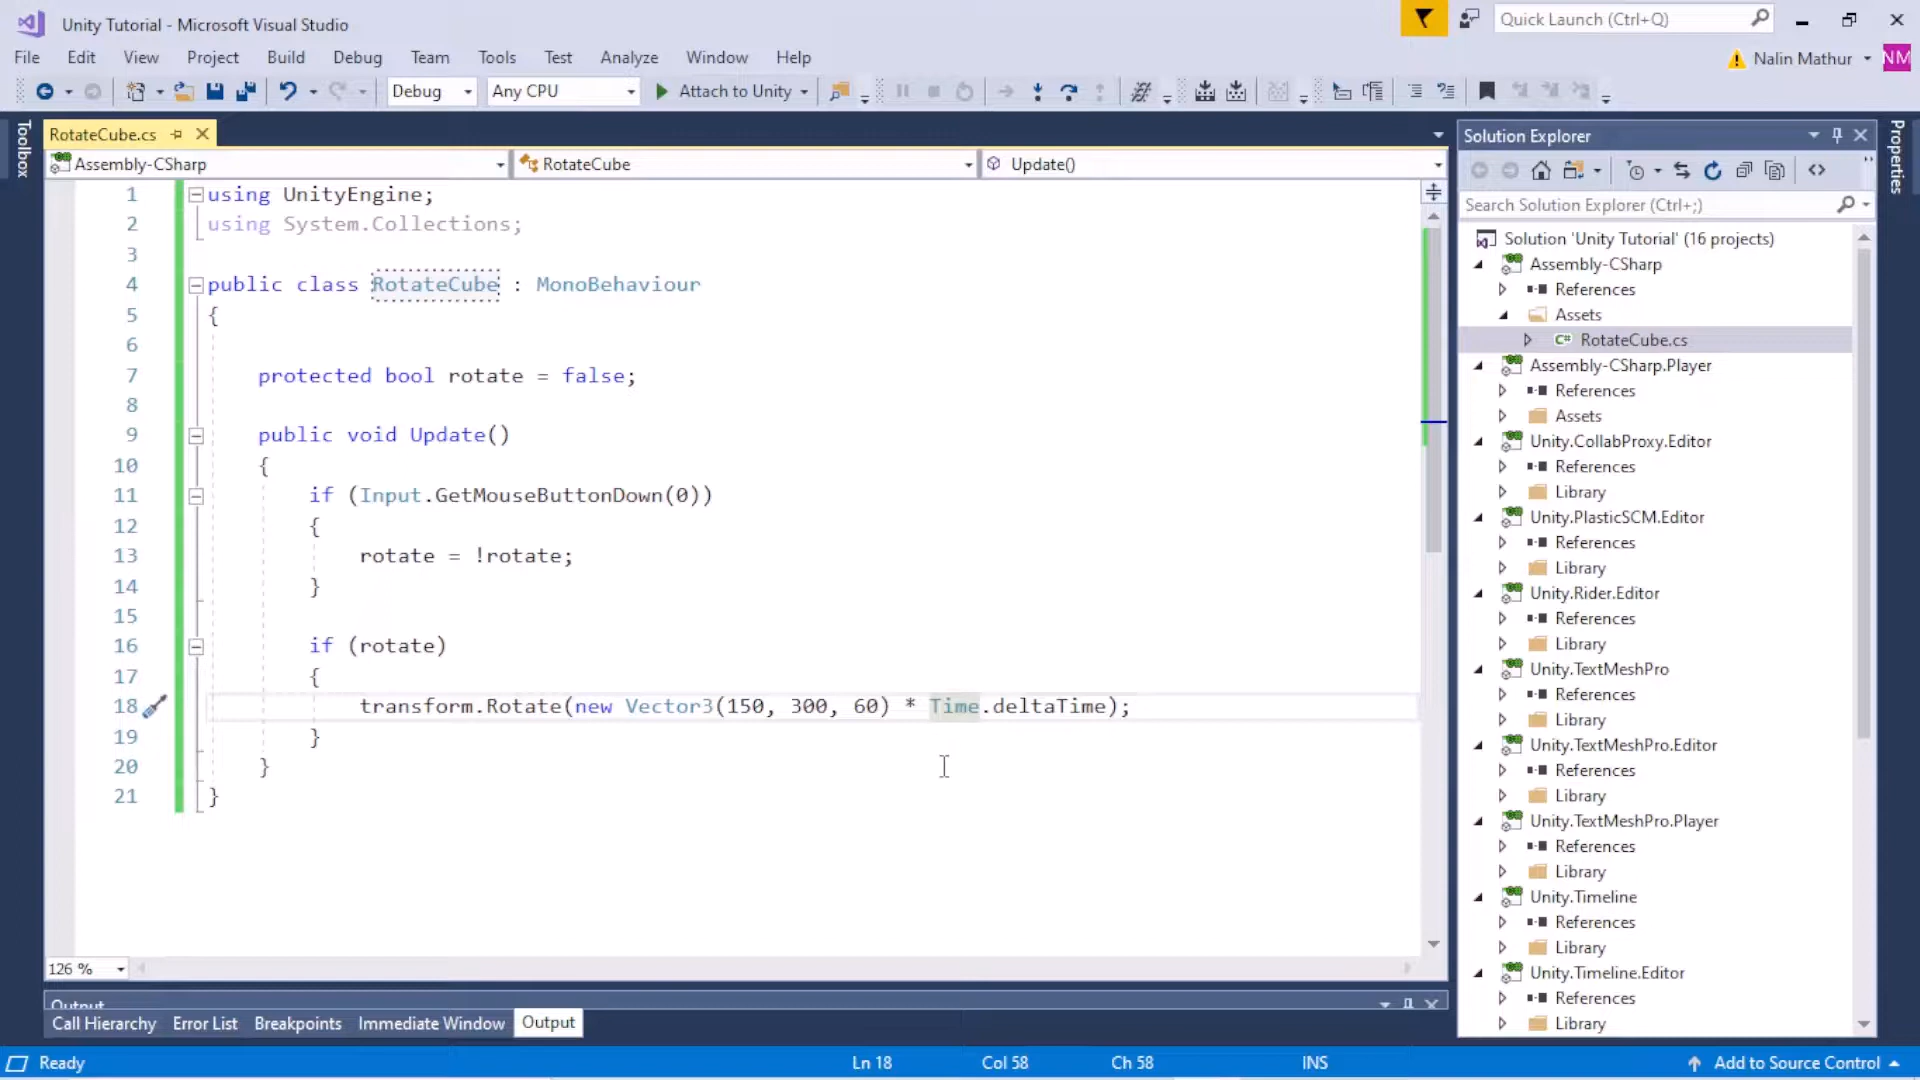 Unity Tutorial - Microsoft Visual Studio
Quick Launch (Ctrl+Q)
File Edit View Project Build Debug Team Tools Test Analyze Window Help
Nalin Mathur NM
Debug Any CPU Attach to Unity
Toolbox
RotateCube.cs
Assembly-CSharp RotateCube Update()
1 using UnityEngine;
2 using System.Collections;
3
4 public class RotateCube : MonoBehaviour
5 {
6
7 protected bool rotate = false;
8
9 public void Update()
10 {
11 if (Input.GetMouseButtonDown(0))
12 {
13 rotate = !rotate;
14 }
15
16 if (rotate)
17 {
18 transform.Rotate(new Vector3(150, 300, 60) * Time.deltaTime);
19 }
20 }
21 }
126 %
Output
Call Hierarchy Error List Breakpoints Immediate Window Output
Solution Explorer
Properties
Search Solution Explorer (Ctrl+;)
Solution 'Unity Tutorial' (16 projects)
Assembly-CSharp
References
Assets
C# RotateCube.cs
Assembly-CSharp.Player
References
Assets
Unity.CollabProxy.Editor
References
Library
Unity.PlasticSCM.Editor
References
Library
Unity.Rider.Editor
References
Library
Unity.TextMeshPro
References
Library
Unity.TextMeshPro.Editor
References
Library
Unity.TextMeshPro.Player
References
Library
Unity.Timeline
References
Library
Unity.Timeline.Editor
References
Library
Ready Ln 18 Col 58 Ch 58 INS Add to Source Control